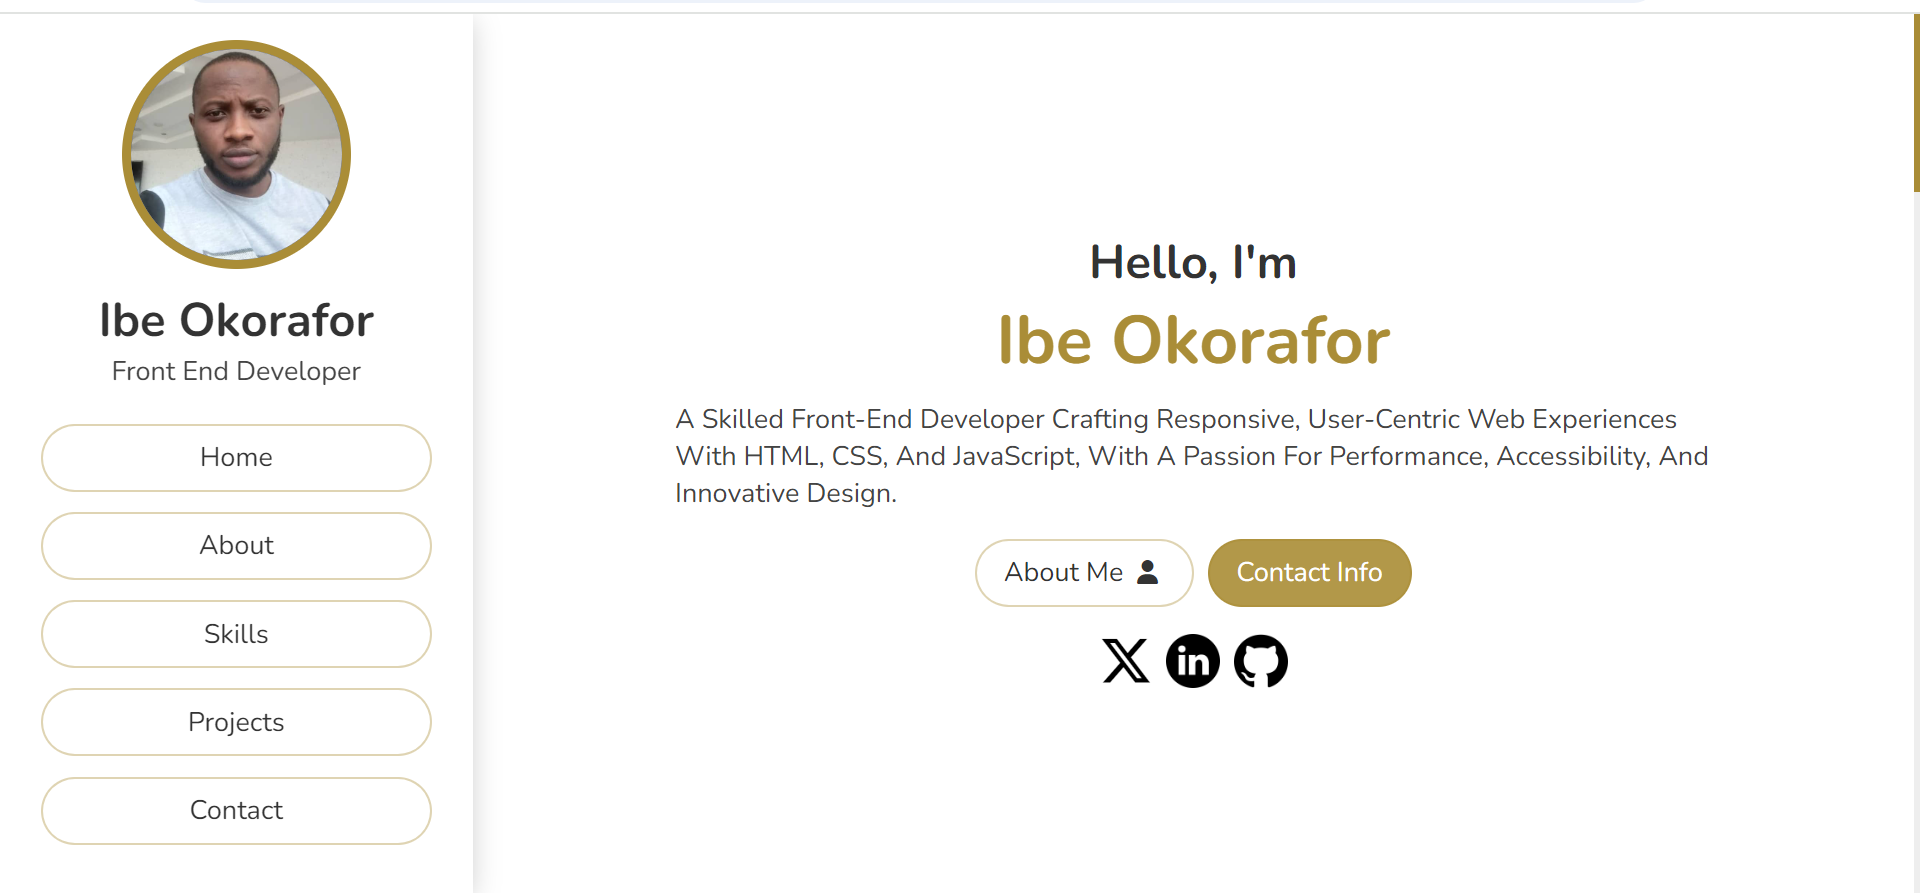 Ibe Okorafor
Front End Developer
Home
About
Skills
Projects
Contact
Hello, I'm
Ibe Okorafor
A Skilled Front-End Developer Crafting Responsive, User-Centric Web Experiences
With HTML, CSS, And JavaScript, With A Passion For Performance, Accessibility, And
Innovative Design.
About Me
Contact Info
in